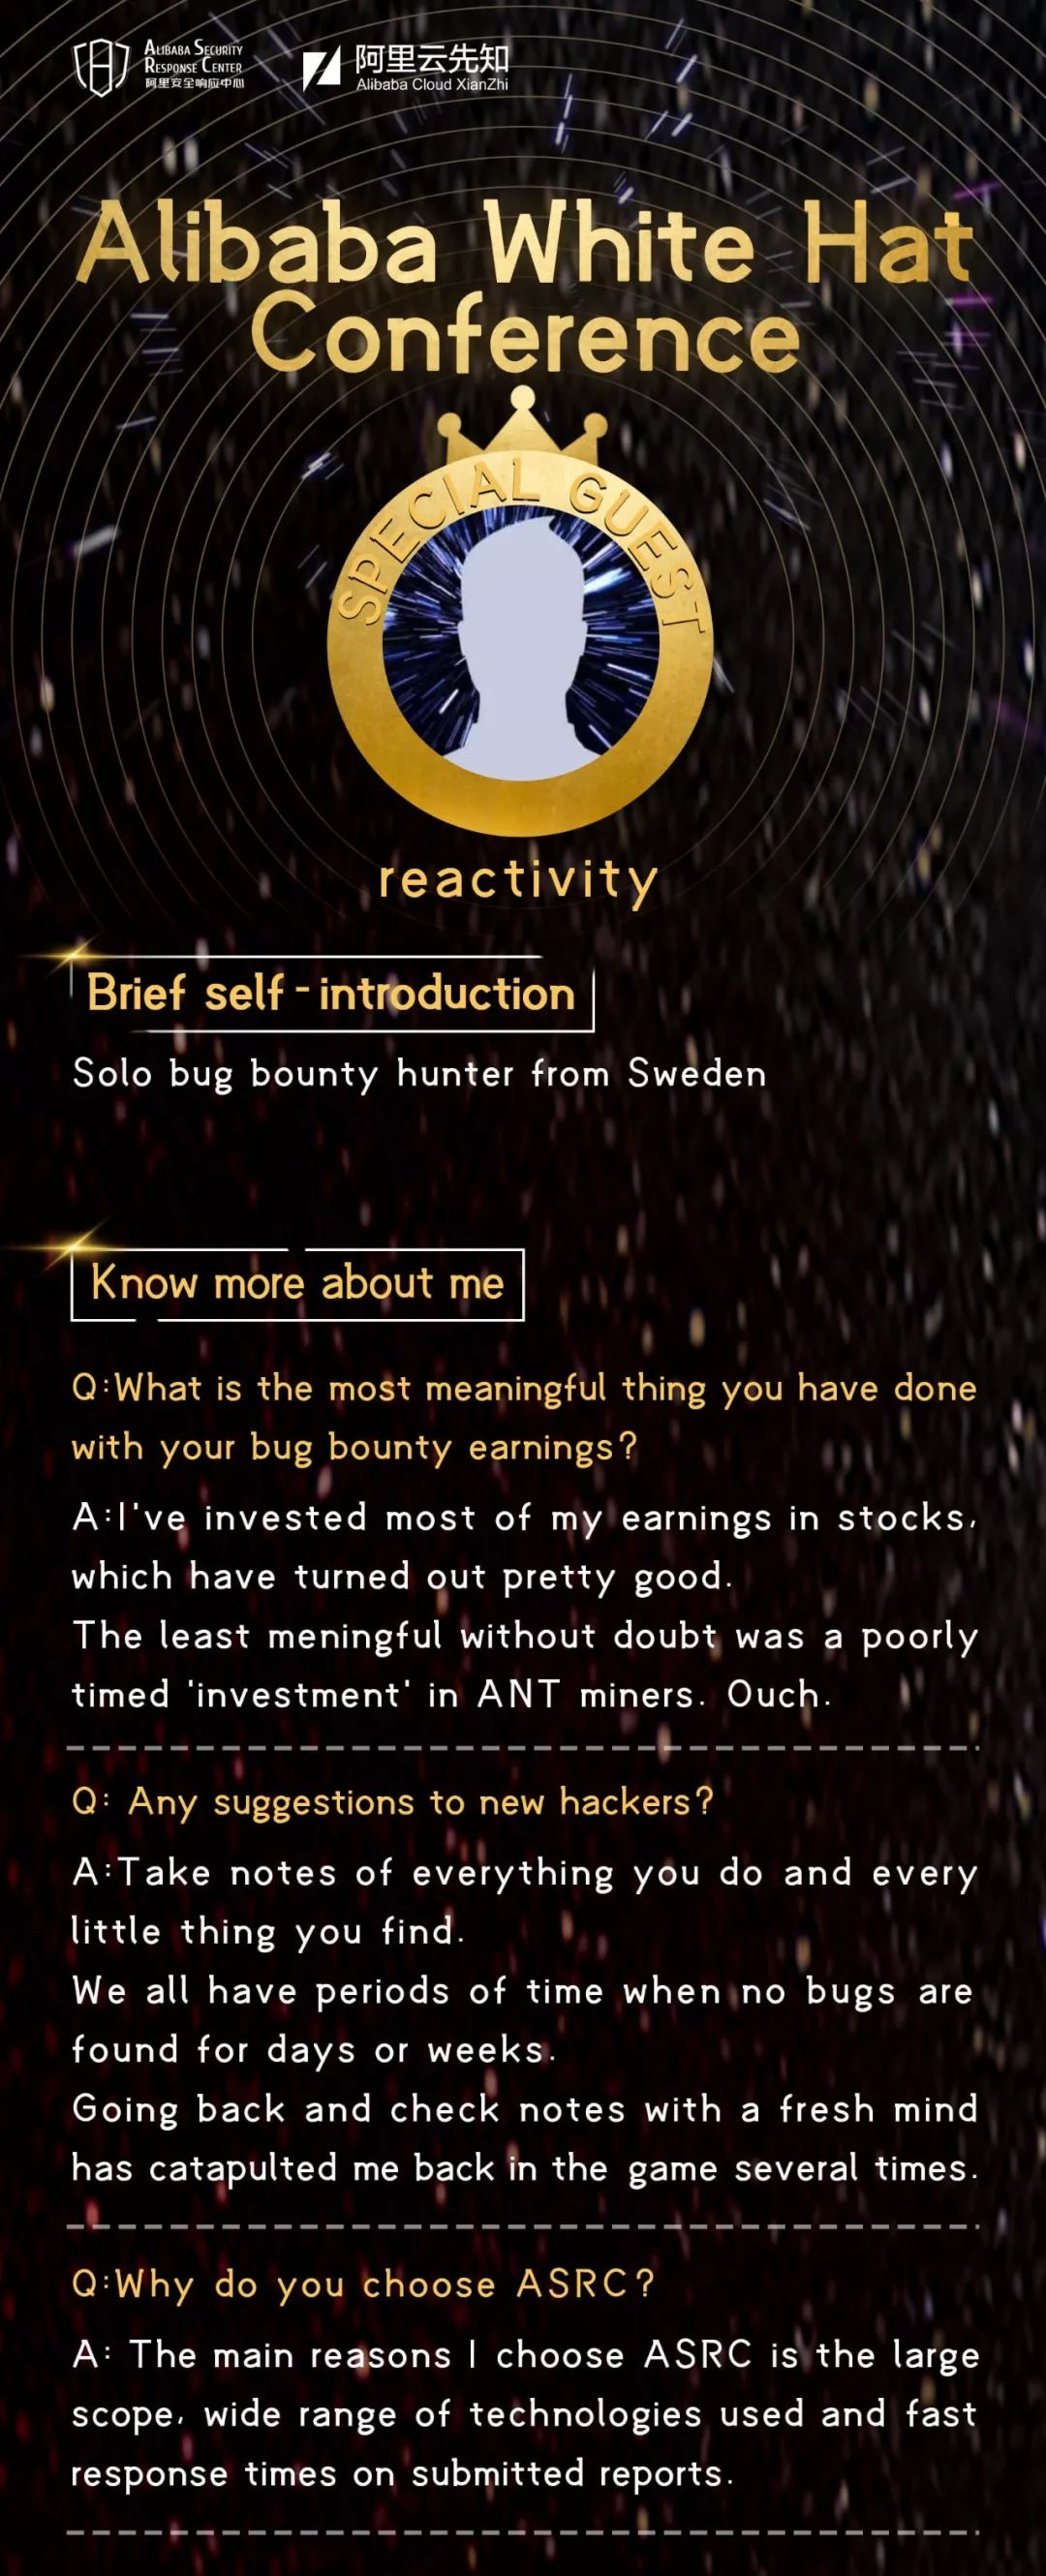 ALIBABA SECURITY
RESPONSE CENTER
阿里安全响应中心
阿里云先知
Alibaba Cloud XianZhi
Alibaba White Hat
Conference
SPECIAL GUEST
reactivity
Brief self-introduction
Solo bug bounty hunter from Sweden
Know more about me
Q:What is the most meaningful thing you have done
with your bug bounty earnings?
A:I've invested most of my earnings in stocks,
which have turned out pretty good.
The least meningful without doubt was a poorly
timed 'investment' in ANT miners. Ouch.
Q: Any suggestions to new hackers?
A:Take notes of everything you do and every
little thing you find.
We all have periods of time when no bugs are
found for days or weeks.
Going back and check notes with a fresh mind
has catapulted me back in the game several times.
Q:Why do you choose ASRC?
A: The main reasons I choose ASRC is the large
scope, wide range of technologies used and fast
response times on submitted reports.